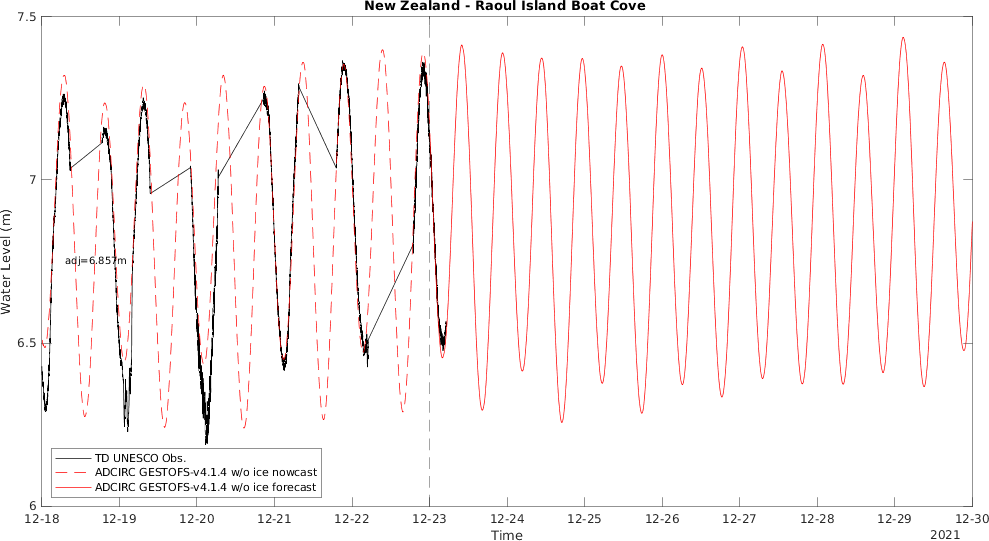 New Zealand - Raoul Island Boat Cove
7.5
7
6.5
6
Water Level (m)
adj=6.857m
TD UNESCO Obs.
ADCIRC GESTOFS-v4.1.4 w/o ice nowcast
ADCIRC GESTOFS-v4.1.4 w/o ice forecast
12-18 12-19 12-20 12-21 12-22 12-23 12-24 12-25 12-26 12-27 12-28 12-29 12-30
Time
2021